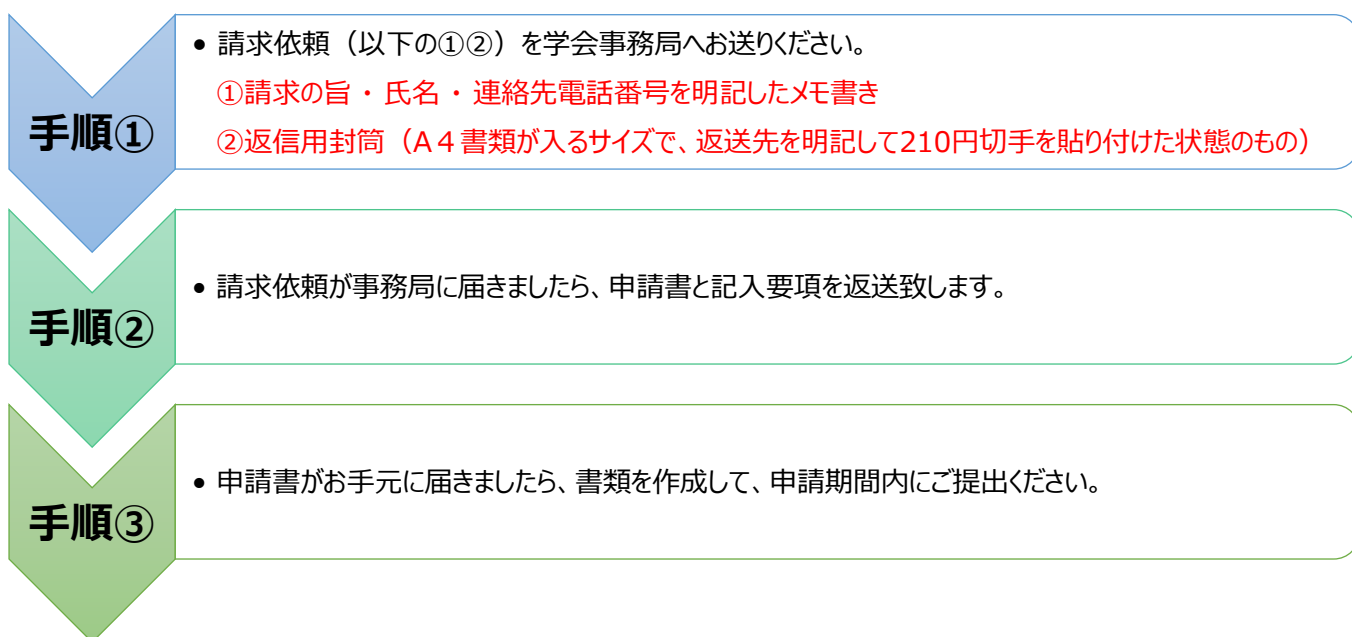 手順①
• 請求依頼（以下の①②）を学会事務局へお送りください。
①請求の旨・氏名・連絡先電話番号を明記したメモ書き
②返信用封筒（A４書類が入るサイズで、返送先を明記して210円切手を貼り付けた状態のもの）
手順②
• 請求依頼が事務局に届きましたら、申請書と記入要項を返送致します。
手順③
• 申請書がお手元に届きましたら、書類を作成して、申請期間内にご提出ください。